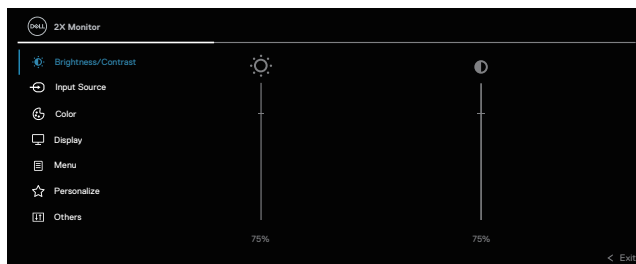 DELL 2X Monitor
Brightness/Contrast
Input Source
Color
Display
Menu
Personalize
Others
75% 75%
< Exit